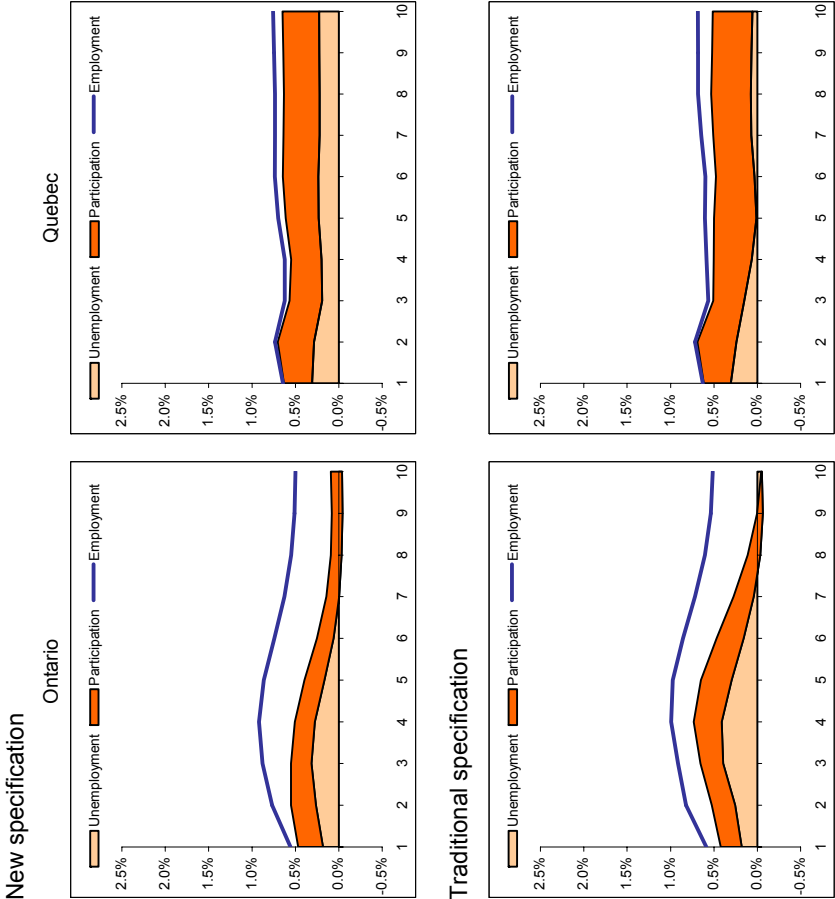 New specification
Ontario
Unemployment Participation Employment
2.5%
2.0%
1.5%
1.0%
0.5%
0.0%
-0.5%
1 2 3 4 5 6 7 8 9 10
Quebec
Unemployment Participation Employment
2.5%
2.0%
1.5%
1.0%
0.5%
0.0%
-0.5%
1 2 3 4 5 6 7 8 9 10
Traditional specification
Unemployment Participation Employment
2.5%
2.0%
1.5%
1.0%
0.5%
0.0%
-0.5%
1 2 3 4 5 6 7 8 9 10
Unemployment Participation Employment
2.5%
2.0%
1.5%
1.0%
0.5%
0.0%
-0.5%
1 2 3 4 5 6 7 8 9 10